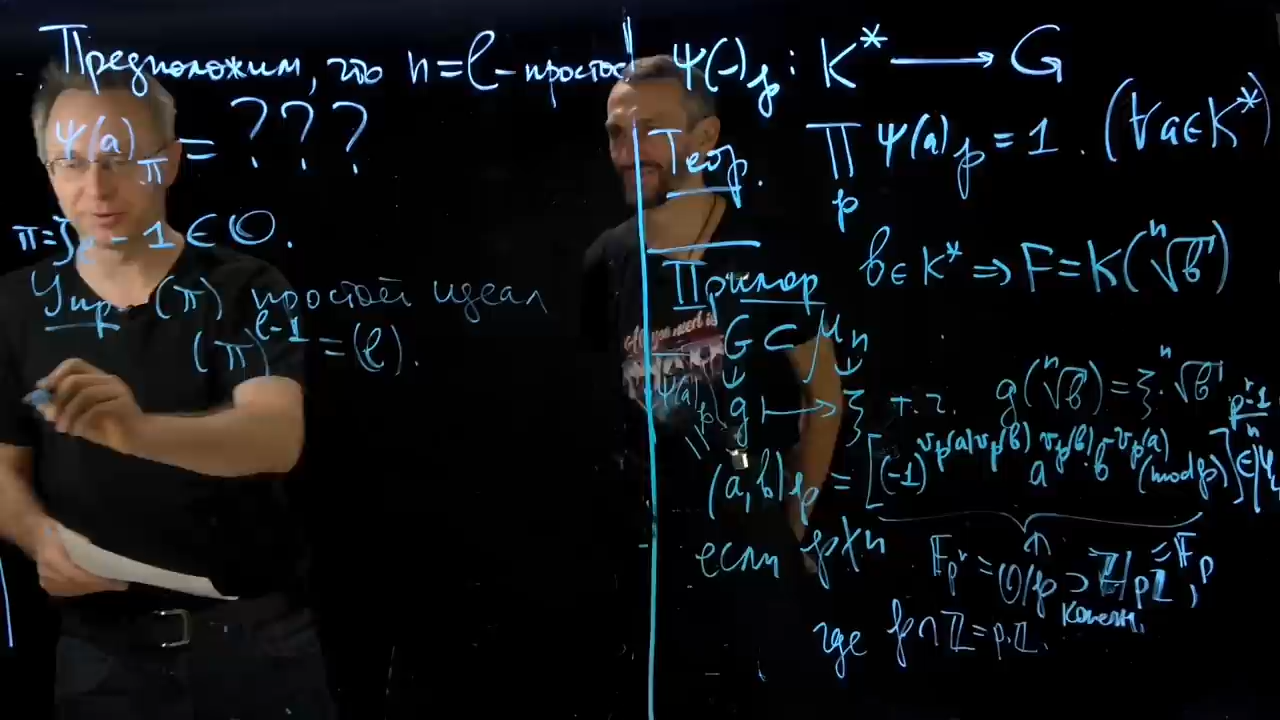 Предположим, что n=ℓ-простое
Ψ(a)_π = ???
π=ζ_ℓ-1 ∈ O.
Упр. (π) простой идеал
(π)^{ℓ-1} = (ℓ).
Ψ(-)_𝔭 : K* ⟶ G
Теор. ∏_𝔭 Ψ(a)_𝔭 = 1. (∀a∈K*)
Пример b∈K* ⇒ F=K(ⁿ√b)
G ⊂ μ_n
g ⟼ ξ т.ч. g(ⁿ√b) = ξ·ⁿ√b
Ψ(a)_𝔭
(a,b)_𝔭 = [(-1)^{v_𝔭(a)v_𝔭(b)} a^{v_𝔭(b)}·b^{-v_𝔭(a)} (mod 𝔭)]^{(p^r-1)/n} ∈ μ_n
если 𝔭∤n
F_{p^r} = O/𝔭 ⊃ Z/pZ = F_p,
конечн.
где 𝔭∩Z = p·Z.